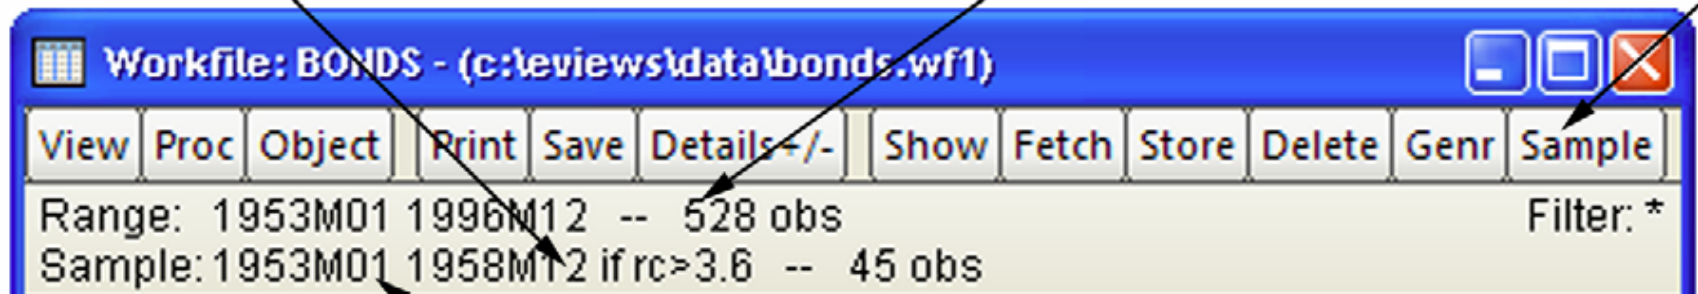 Workfile: BONDS - (c:\eviews\data\bonds.wf1)
View Proc Object Print Save Details+/- Show Fetch Store Delete Genr Sample
Range: 1953M01 1996M12 -- 528 obs Filter: *
Sample: 1953M01 1958M12 if rc>3.6 -- 45 obs